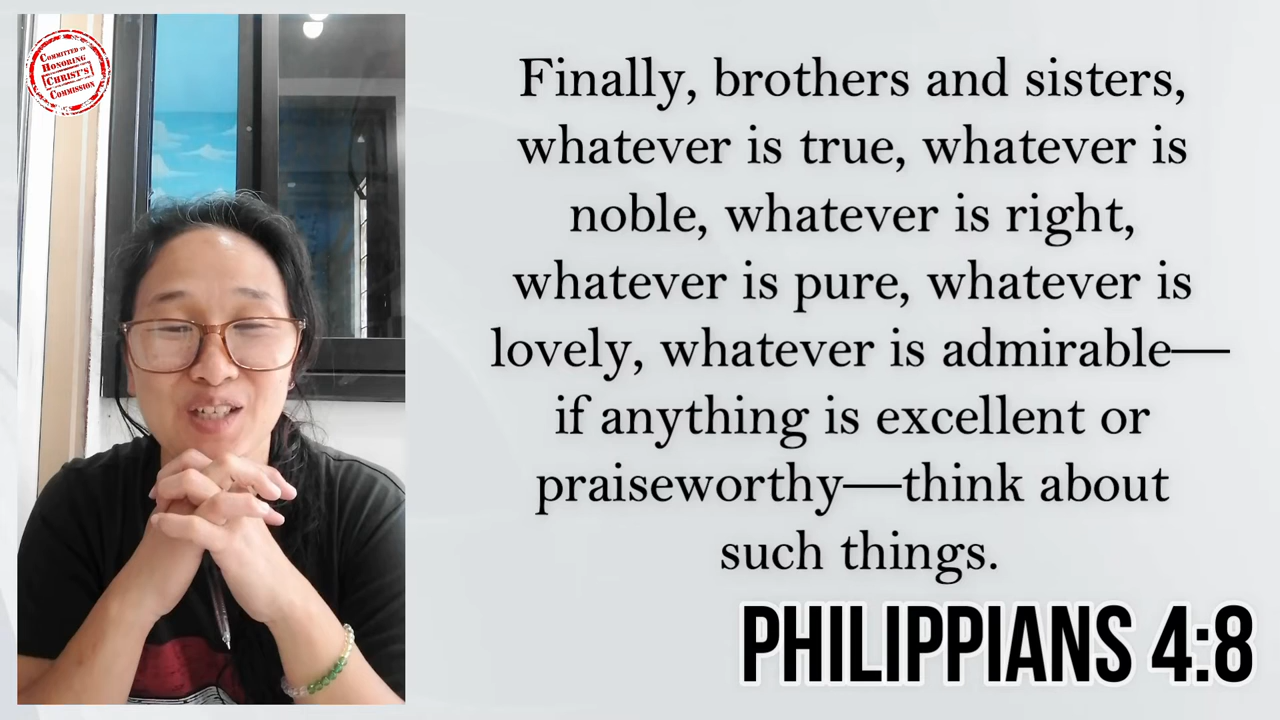 COMMITTED TO
HONORING
CHRIST'S
COMMISSION
Finally, brothers and sisters,
whatever is true, whatever is
noble, whatever is right,
whatever is pure, whatever is
lovely, whatever is admirable—
if anything is excellent or
praiseworthy—think about
such things.
PHILIPPIANS 4:8